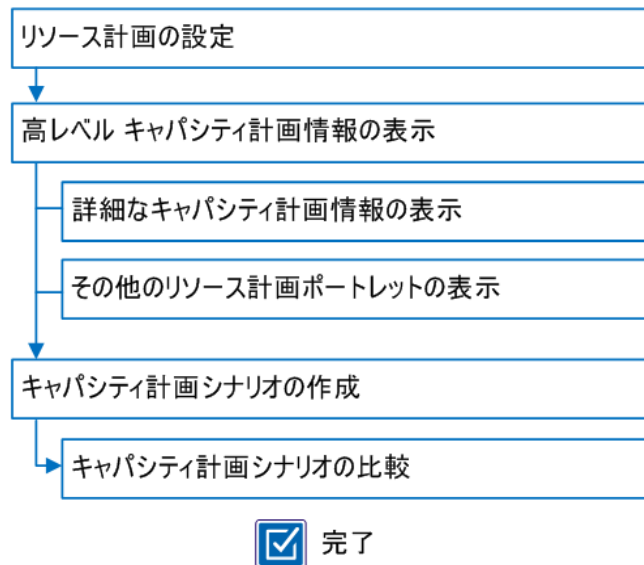 リソース計画の設定
高レベル キャパシティ計画情報の表示
詳細なキャパシティ計画情報の表示
その他のリソース計画ポートレットの表示
キャパシティ計画シナリオの作成
キャパシティ計画シナリオの比較
完了